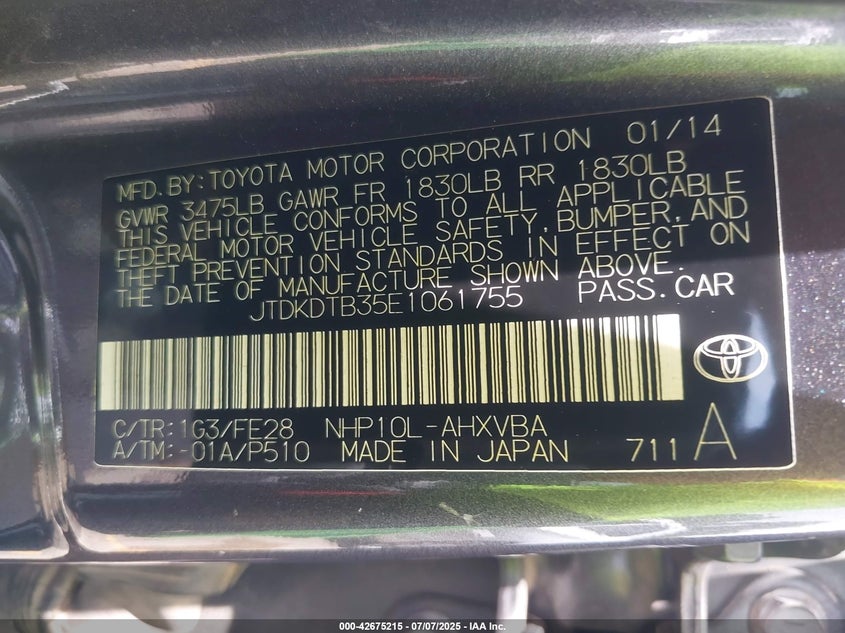 MFD.BY:TOYOTA MOTOR CORPORATION 01/14
GVWR 3475LB GAWR FR 1830LB RR 1830LB
THIS VEHICLE CONFORMS TO ALL APPLICABLE
FEDERAL MOTOR VEHICLE SAFETY,BUMPER,AND
THEFT PREVENTION STANDARDS IN EFFECT ON
THE DATE OF MANUFACTURE SHOWN ABOVE.
JTDKDTB35E1061755 PASS.CAR
C/TR:1G3/FE28 NHP10L-AHXVBA
A/TM:-01A/P510 MADE IN JAPAN 711 A
000-42675215 - 07/07/2025 - IAA Inc.